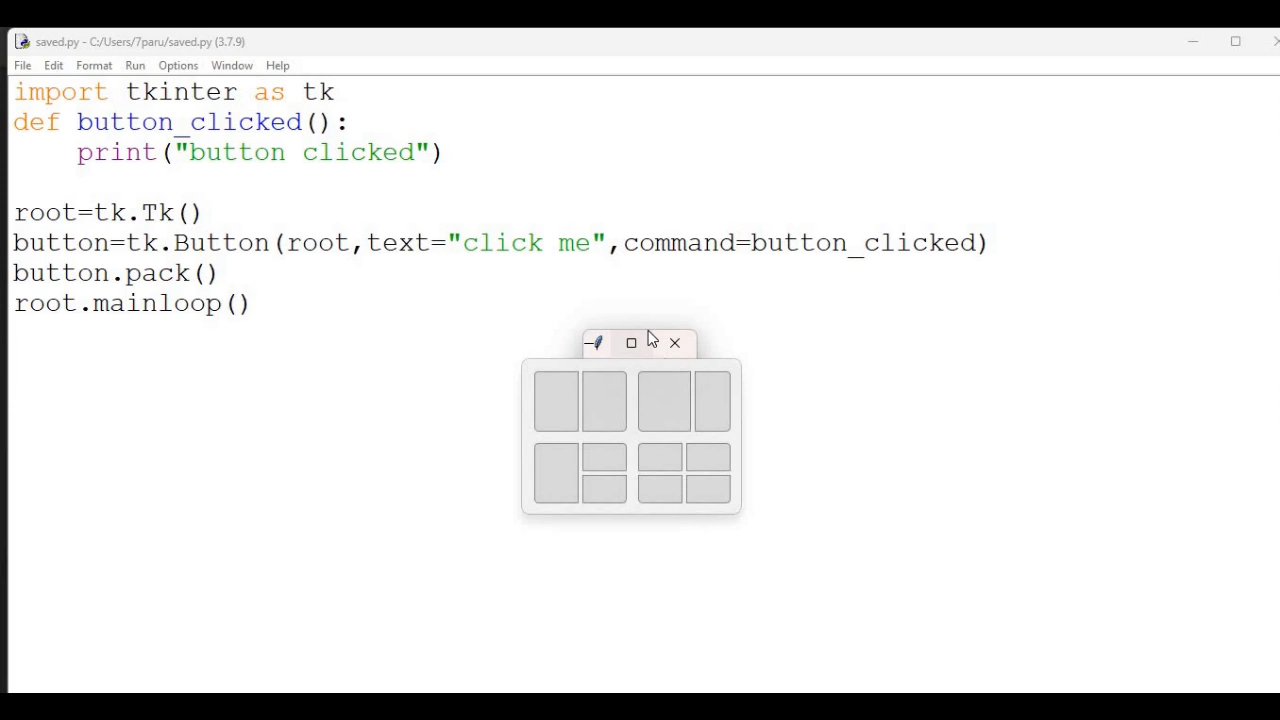 saved.py - C:/Users/7paru/saved.py (3.7.9)
File Edit Format Run Options Window Help
import tkinter as tk
def button_clicked():
    print("button clicked")
root=tk.Tk()
button=tk.Button(root,text="click me",command=button_clicked)
button.pack()
root.mainloop()